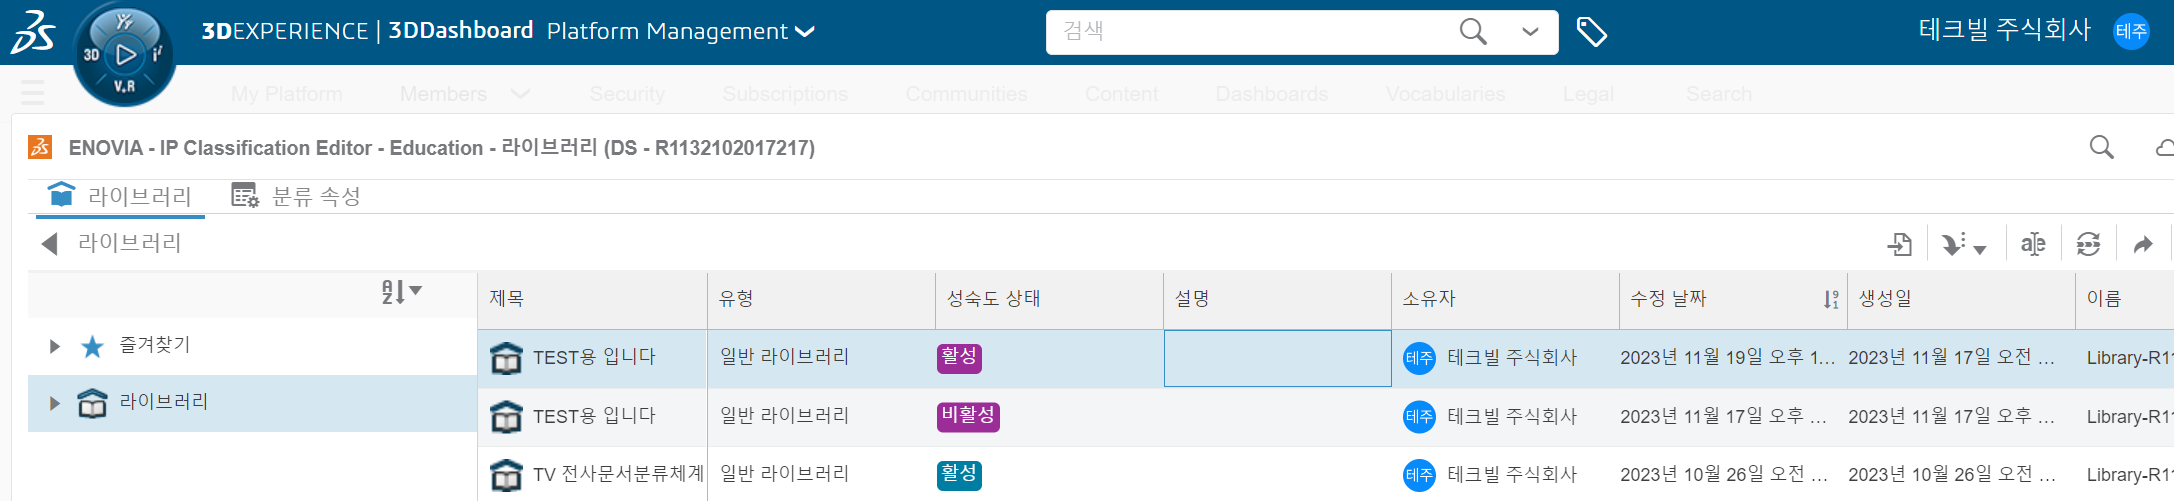 3DEXPERIENCE | 3DDashboard Platform Management
검색
테크빌 주식회사
테주
3D
V.R
My Platform
Members
Security
Subscriptions
Communities
Content
Dashboards
Vocabularies
Legal
Search
ENOVIA - IP Classification Editor - Education - 라이브러리 (DS - R1132102017217)
라이브러리
분류 속성
라이브러리
제목
유형
성숙도 상태
설명
소유자
수정 날짜
생성일
이름
즐겨찾기
라이브러리
TEST용 입니다
일반 라이브러리
활성
테주
테크빌 주식회사
2023년 11월 19일 오후 1...
2023년 11월 17일 오전 ...
Library-R11
TEST용 입니다
일반 라이브러리
비활성
테주
테크빌 주식회사
2023년 11월 17일 오후 ...
2023년 11월 17일 오후 ...
Library-R11
TV 전사문서분류체계
일반 라이브러리
활성
테주
테크빌 주식회사
2023년 10월 26일 오전 ...
2023년 10월 26일 오전 ...
Library-R11